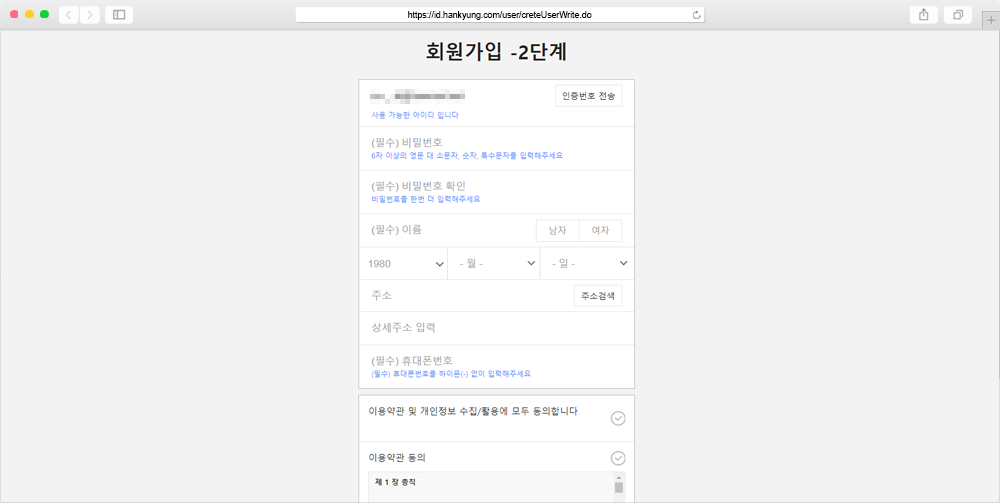 https://id.hankyung.com/user/creteUserWrite.do
회원가입 -2단계
인증번호 전송
사용 가능한 아이디 입니다
(필수) 비밀번호
6자 이상의 영문 대 소문자, 숫자, 특수문자를 입력해주세요
(필수) 비밀번호 확인
비밀번호를 한번 더 입력해주세요
(필수) 이름 남자 여자
1980 - 월 - - 일 -
주소 주소검색
상세주소 입력
(필수) 휴대폰번호
(필수) 휴대폰번호를 하이픈(-) 없이 입력해주세요
이용약관 및 개인정보 수집/활용에 모두 동의합니다
이용약관 동의
제 1 장 총칙